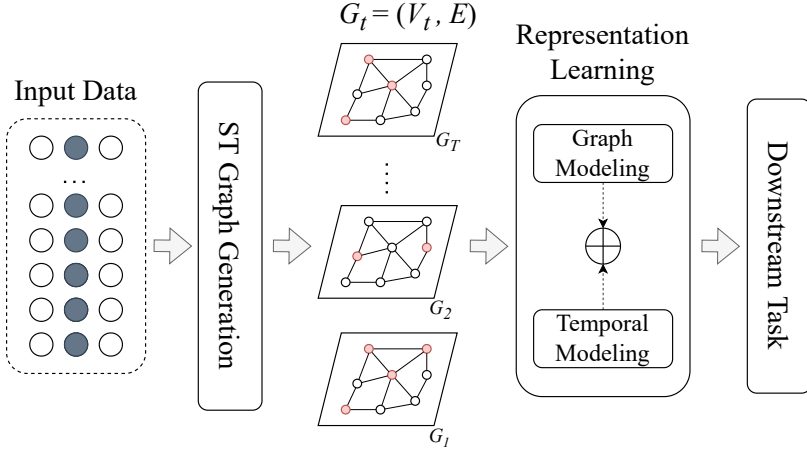 Input Data
...
ST Graph Generation
G_t = (V_t, E)
G_T
G_2
G_1
Representation
Learning
Graph
Modeling
Temporal
Modeling
Downstream Task